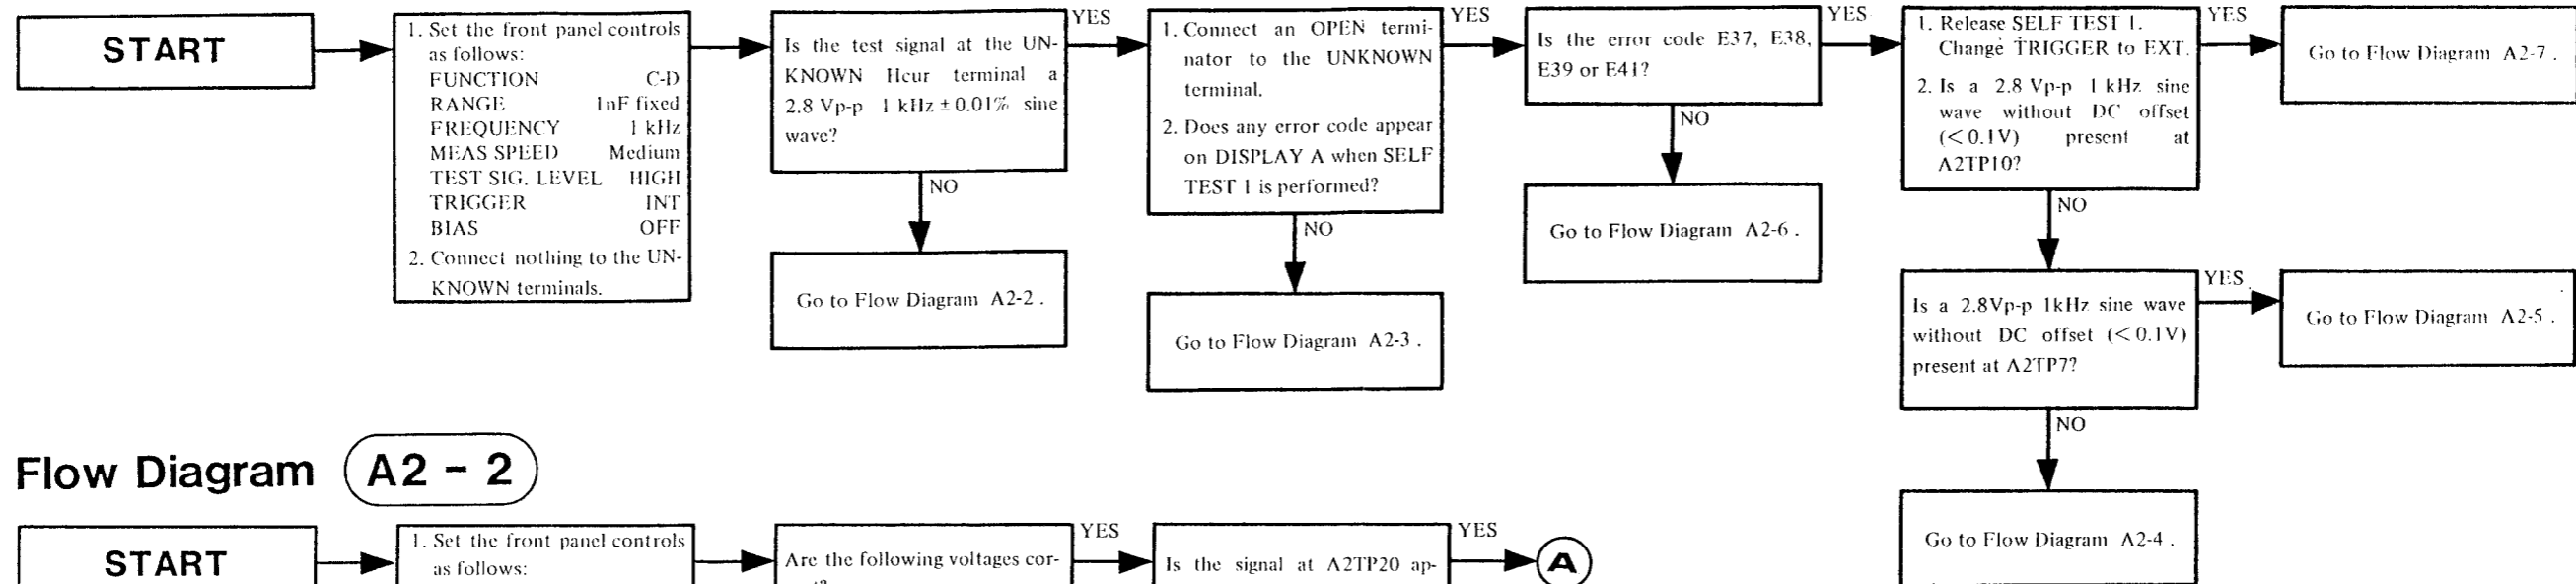 START
1. Set the front panel controls
as follows:
FUNCTION C-D
RANGE 1nF fixed
FREQUENCY 1 kHz
MEAS SPEED Medium
TEST SIG. LEVEL HIGH
TRIGGER INT
BIAS OFF
2. Connect nothing to the UN-
KNOWN terminals.
Is the test signal at the UN-
KNOWN Hcur terminal a
2.8 Vp-p 1 kHz ±0.01% sine
wave?
YES
NO
Go to Flow Diagram A2-2 .
1. Connect an OPEN termi-
nator to the UNKNOWN
terminal.
2. Does any error code appear
on DISPLAY A when SELF
TEST 1 is performed?
YES
NO
Go to Flow Diagram A2-3 .
Is the error code E37, E38,
E39 or E41?
YES
NO
Go to Flow Diagram A2-6 .
1. Release SELF TEST 1.
Change TRIGGER to EXT.
2. Is a 2.8 Vp-p 1 kHz sine
wave without DC offset
(<0.1V) present at
A2TP10?
YES
Go to Flow Diagram A2-7 .
NO
Is a 2.8Vp-p 1kHz sine wave
without DC offset (<0.1V)
present at A2TP7?
YES
Go to Flow Diagram A2-5 .
NO
Go to Flow Diagram A2-4 .
Flow Diagram A2 - 2
START
1. Set the front panel controls
as follows:
Are the following voltages cor-
YES
Is the signal at A2TP20 ap-
YES
A